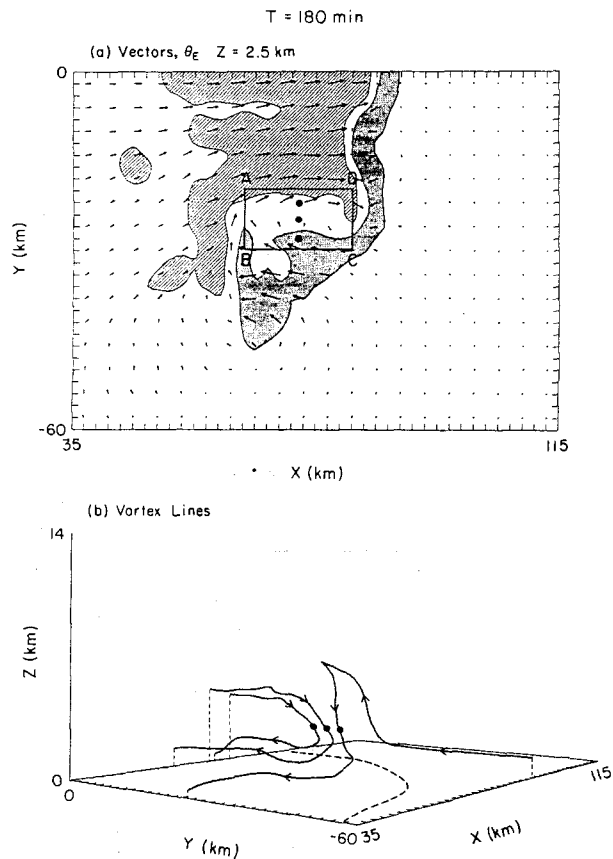 T = 180 min
(a) Vectors, θE Z = 2.5 km
0
A D
B C
Y (km)
-60
35 115
X (km)
(b) Vortex Lines
14
Z (km)
0
0
115
Y (km)
-60 35
X (km)